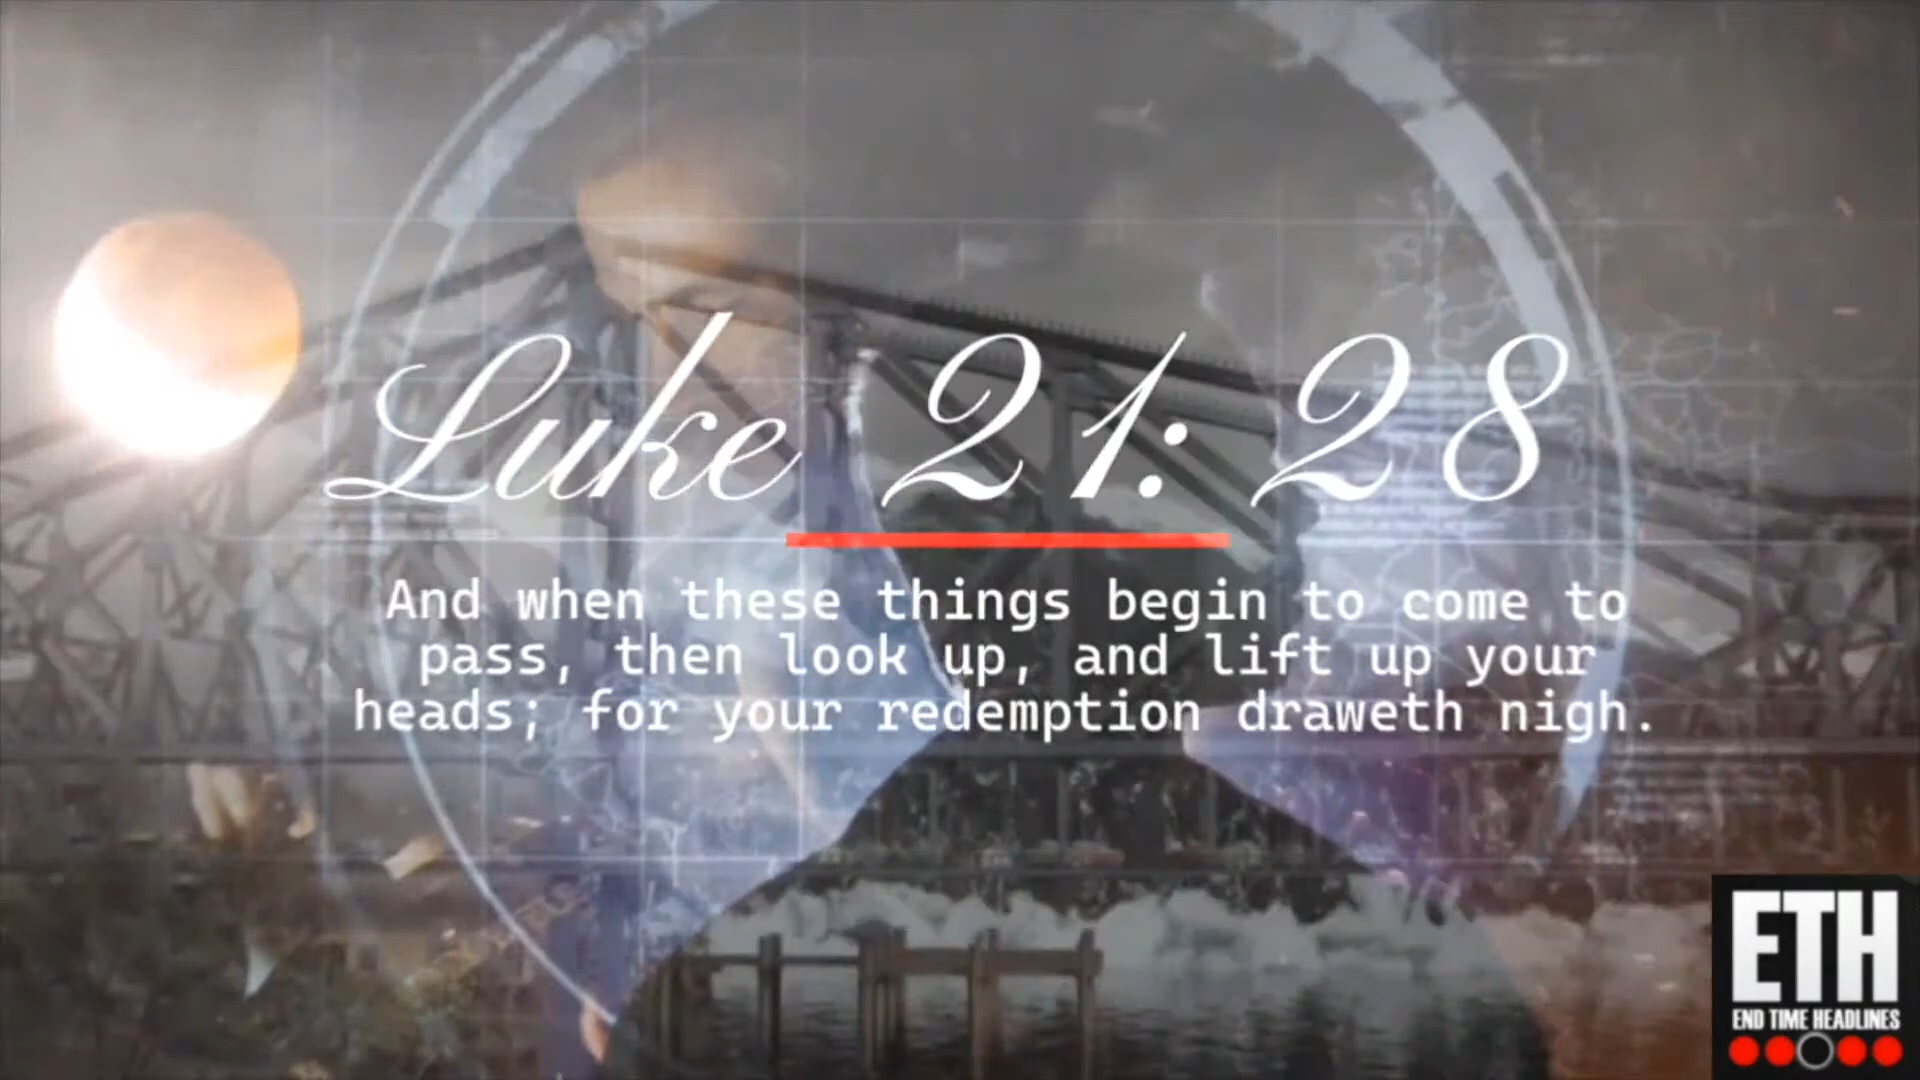 Luke 21:28
And when these things begin to come to
pass, then look up, and lift up your
heads; for your redemption draweth nigh.
ETH
END TIME HEADLINES